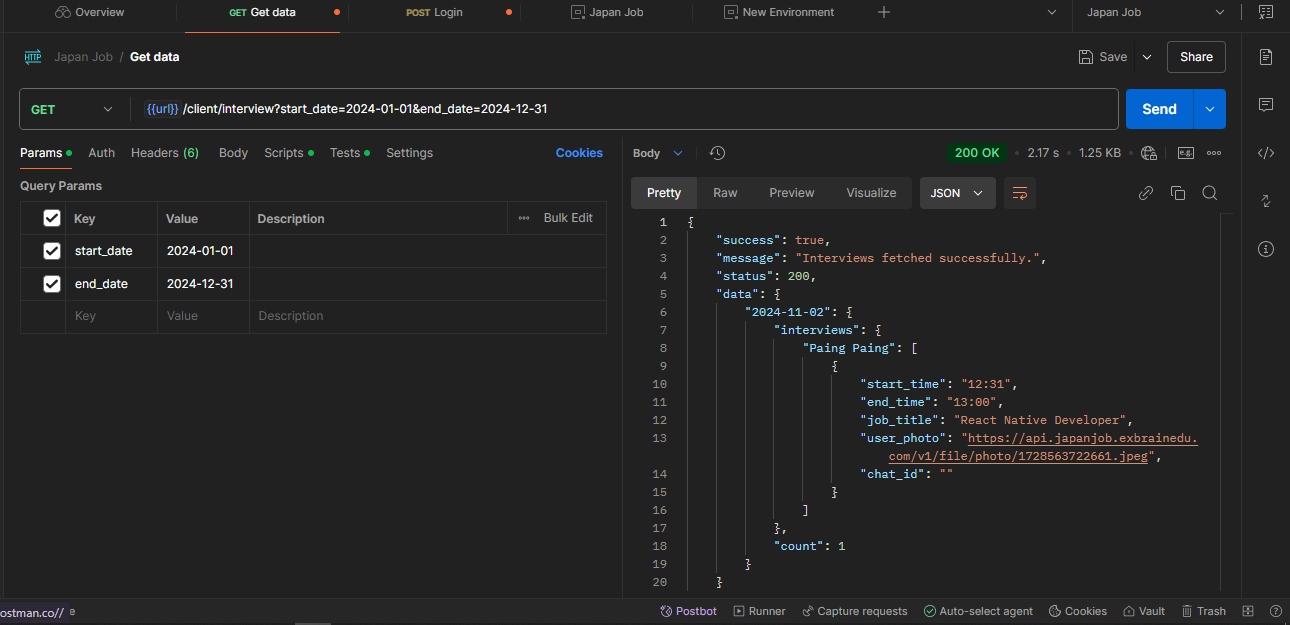 Overview GET Get data POST Login Japan Job New Environment Japan Job
HTTP Japan Job / Get data Save Share
GET {{url}} /client/interview?start_date=2024-01-01&end_date=2024-12-31 Send
Params Auth Headers (6) Body Scripts Tests Settings Cookies
Body 200 OK 2.17 s 1.25 KB e.g.
Query Params
Key Value Description Bulk Edit
start_date 2024-01-01
end_date 2024-12-31
Key Value Description
Pretty Raw Preview Visualize JSON
1 {
2 "success": true,
3 "message": "Interviews fetched successfully.",
4 "status": 200,
5 "data": {
6 "2024-11-02": {
7 "interviews": {
8 "Paing Paing": [
9 {
10 "start_time": "12:31",
11 "end_time": "13:00",
12 "job_title": "React Native Developer",
13 "user_photo": "https://api.japanjob.exbrainedu.
com/v1/file/photo/1728563722661.jpeg",
14 "chat_id": ""
15 }
16 ]
17 },
18 "count": 1
19 }
20 }
ostman.co//
Postbot Runner Capture requests Auto-select agent Cookies Vault Trash